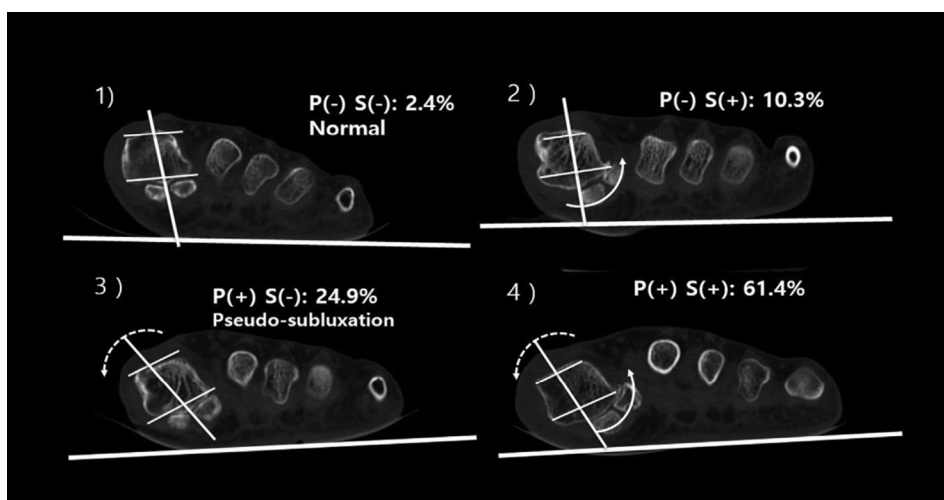 1)
P(-) S(-): 2.4%
Normal
2 )
P(-) S(+): 10.3%
3 )
P(+) S(-): 24.9%
Pseudo-subluxation
4 )
P(+) S(+): 61.4%